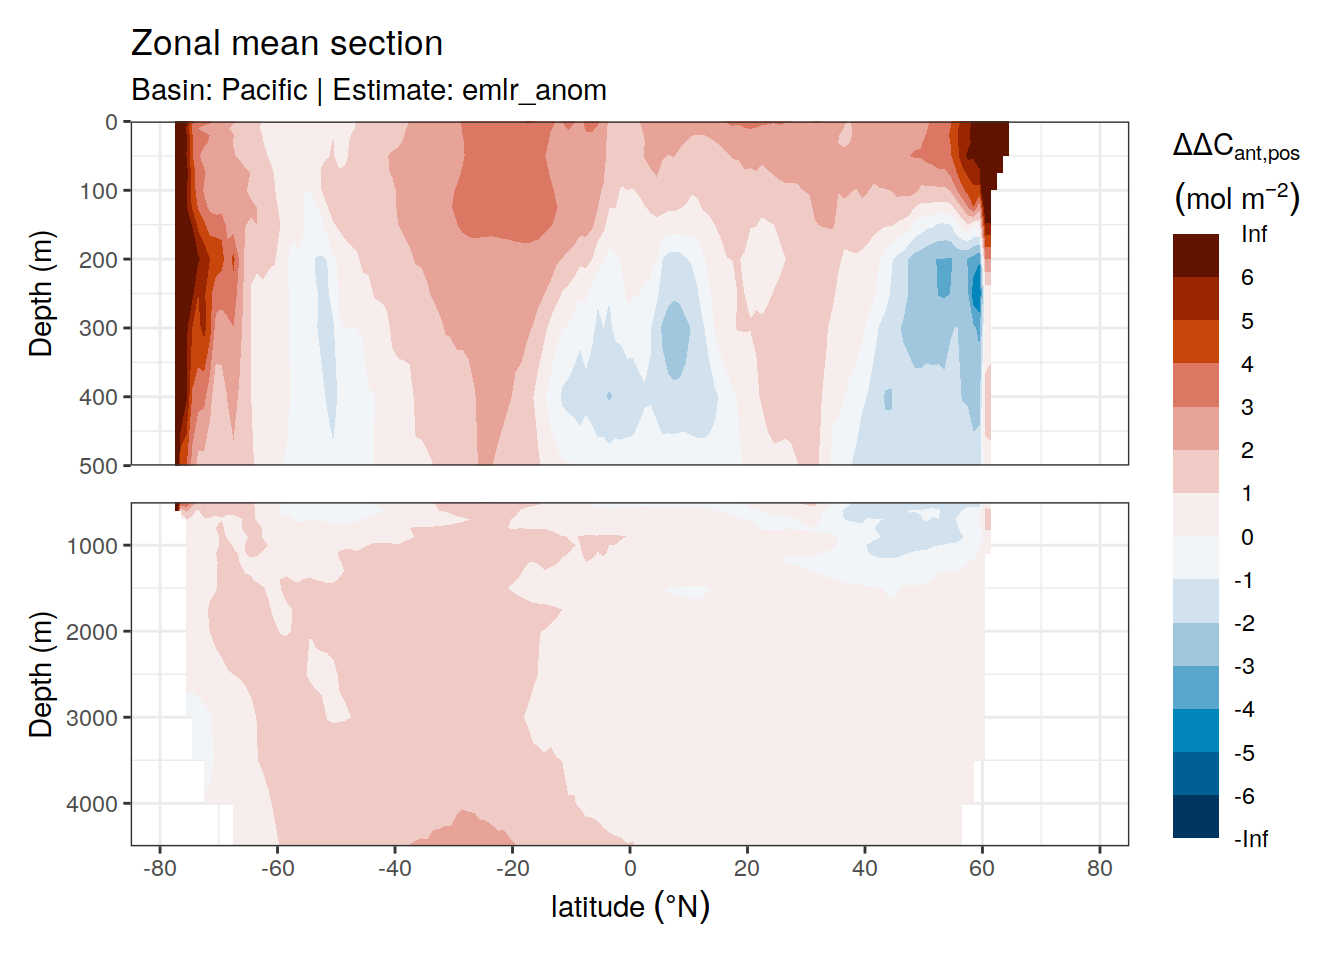 Zonal mean section
Basin: Pacific | Estimate: emlr_anom
ΔΔCant,pos
(mol m−2)
Inf
6
5
4
3
2
1
0
-1
-2
-3
-4
-5
-6
-Inf
Depth (m)
0
100
200
300
400
500
Depth (m)
1000
2000
3000
4000
-80 -60 -40 -20 0 20 40 60 80
latitude (°N)